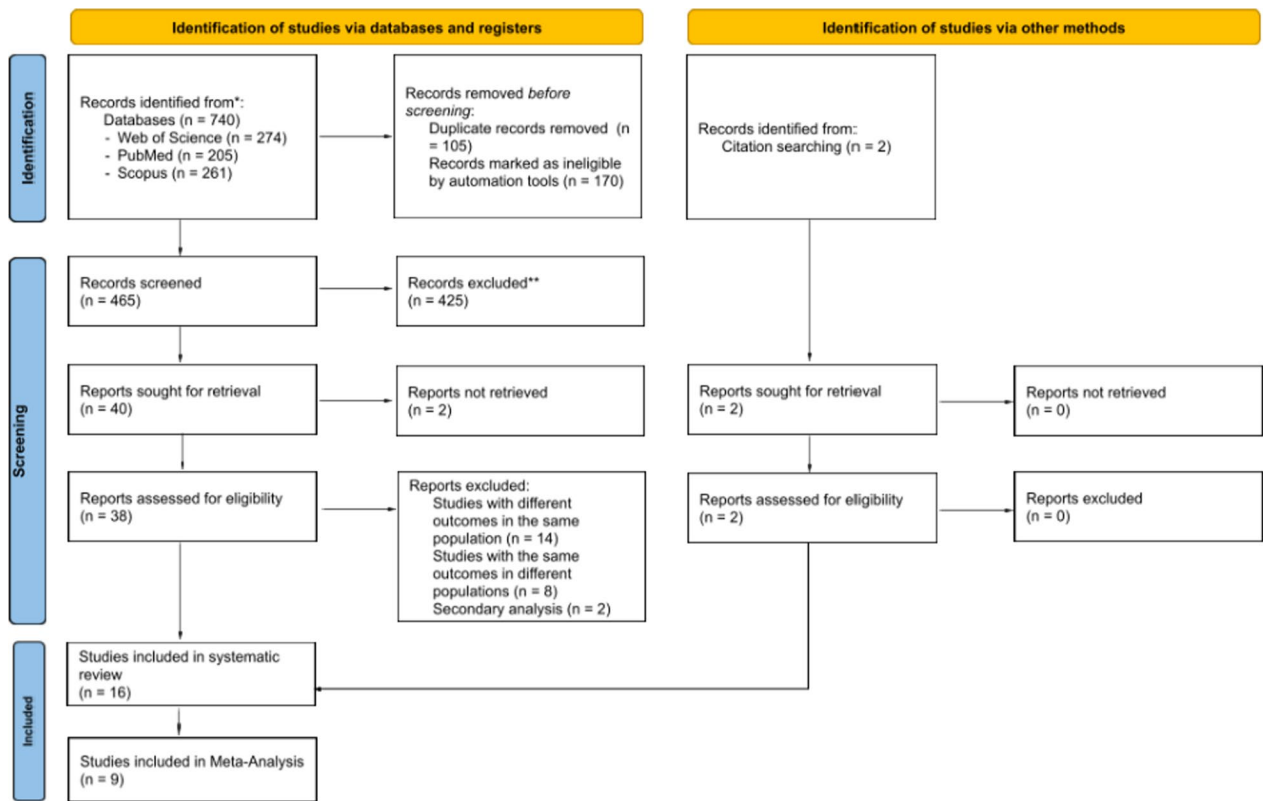 Identification of studies via databases and registers
Identification of studies via other methods
Identification
Records identified from*:
Databases (n = 740)
- Web of Science = 274)
- PubMed = 205)
- Scopus = 261)
Records removed before
screening:
Duplicate records removed (n
= 105)
Records marked as ineligible
by automation tools (n = 170)
Records identified from::
Citation searching (n = 2)
Screening
Records screened
(n = 465)
Records excluded**
(n = 425)
Reports sought for retrieval
(n = 40)
Reports not retrieved
(n = 2)
Reports sought for retrieval
(n = 2)
Reports not retrieved
(n = 0)
Reports assessed for eligibility
(n = 38)
Reports excluded:
Studies with different
outcomes in the same
population (n = 14)
Studies with the same
outcomes in different
populations (n = 8)
Secondary analysis (n = 2)
Reports assessed for eligibility
(n = 2)
Reports excluded
(n = 0)
Included
Studies included in systematic
review
(n = 16)
Studies included in Meta-Analysis
(n = 9)